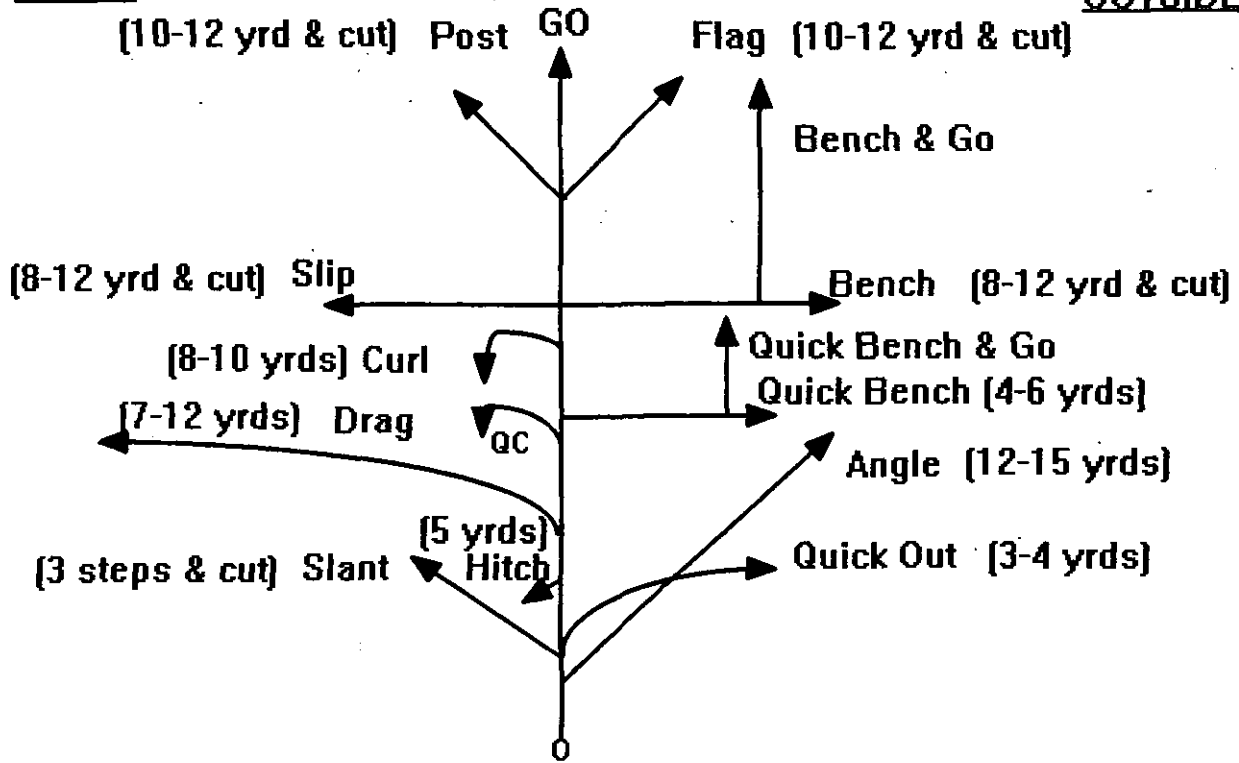 OUTSIDE
(10-12 yrd & cut) Post GO Flag (10-12 yrd & cut)
Bench & Go
(8-12 yrd & cut) Slip
Bench (8-12 yrd & cut)
(8-10 yrds) Curl
Quick Bench & Go
Quick Bench (4-6 yrds)
(7-12 yrds) Drag
QC
Angle (12-15 yrds)
(5 yrds)
Hitch
(3 steps & cut) Slant
Quick Out (3-4 yrds)
O